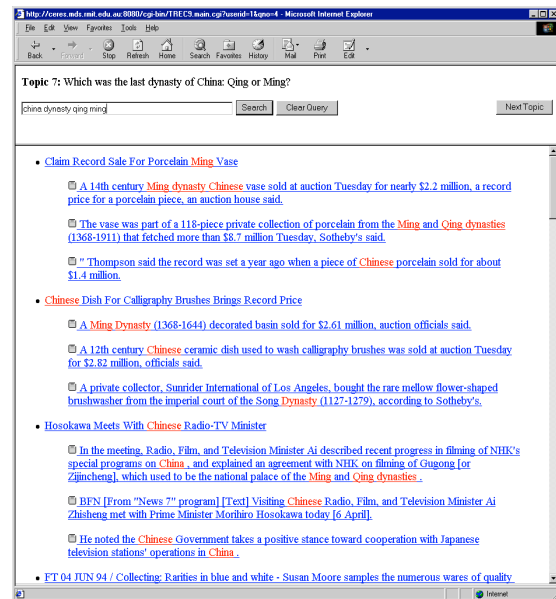 http://ceres.mds.rmit.edu.au:8080/cgi-bin/TREC9.main.cgi?userid=1&qno=4 - Microsoft Internet Explorer
File Edit View Favorites Tools Help
Back Forward Stop Refresh Home Search Favorites History Mail Print Edit
Topic 7: Which was the last dynasty of China: Qing or Ming?
china dynasty qing ming Search Clear Query Next Topic
• Claim Record Sale For Porcelain Ming Vase
A 14th century Ming dynasty Chinese vase sold at auction Tuesday for nearly $2.2 million, a record
price for a porcelain piece, an auction house said.
The vase was part of a 118-piece private collection of porcelain from the Ming and Qing dynasties
(1368-1911) that fetched more than $8.7 million Tuesday, Sotheby's said.
" Thompson said the record was set a year ago when a piece of Chinese porcelain sold for about
$1.4 million.
• Chinese Dish For Calligraphy Brushes Brings Record Price
A Ming Dynasty (1368-1644) decorated basin sold for $2.61 million, auction officials said.
A 12th century Chinese ceramic dish used to wash calligraphy brushes was sold at auction Tuesday
for $2.82 million, officials said.
A private collector, Sunrider International of Los Angeles, bought the rare mellow flower-shaped
brushwasher from the imperial court of the Song Dynasty (1127-1279), according to Sotheby's.
• Hosokawa Meets With Chinese Radio-TV Minister
In the meeting, Radio, Film, and Television Minister Ai described recent progress in filming of NHK's
special programs on China , and explained an agreement with NHK on filming of Gugong [or
Zijincheng], which used to be the national palace of the Ming and Qing dynasties .
BFN [From "News 7" program] [Text] Visiting Chinese Radio, Film, and Television Minister Ai
Zhisheng met with Prime Minister Morihiro Hosokawa today [6 April].
He noted the Chinese Government takes a positive stance toward cooperation with Japanese
television stations' operations in China .
• FT 04 JUN 94 / Collecting: Rarities in blue and white - Susan Moore samples the numerous wares of quality
Internet